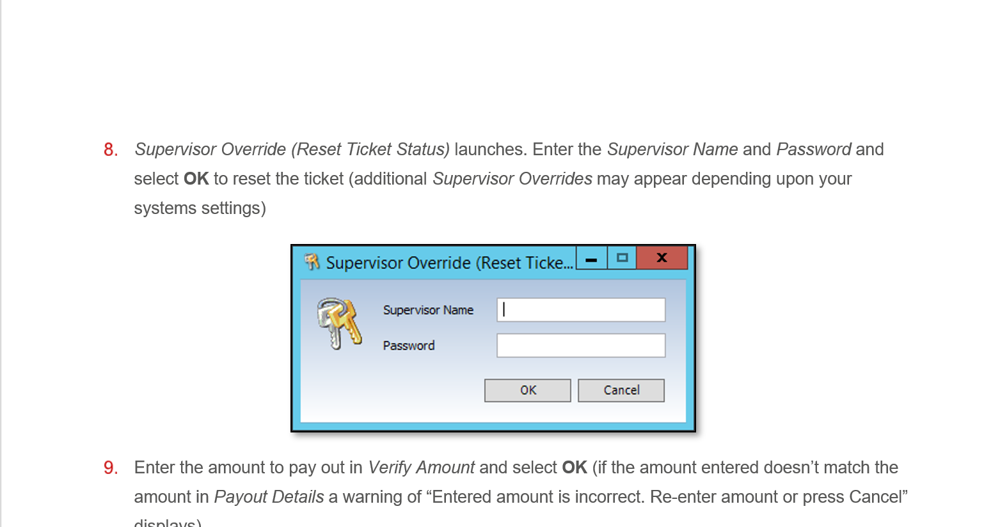 8. Supervisor Override (Reset Ticket Status) launches. Enter the Supervisor Name and Password and
select OK to reset the ticket (additional Supervisor Overrides may appear depending upon your
systems settings)
Supervisor Override (Reset Ticke...
Supervisor Name
Password
OK Cancel
9. Enter the amount to pay out in Verify Amount and select OK (if the amount entered doesn’t match the
amount in Payout Details a warning of “Entered amount is incorrect. Re-enter amount or press Cancel”
displays)